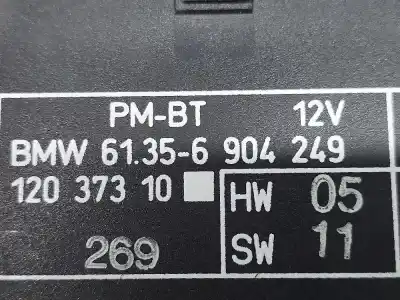 PM-BT 12V
BMW 61.35-6 904 249
120 373 10 HW 05
269 SW 11